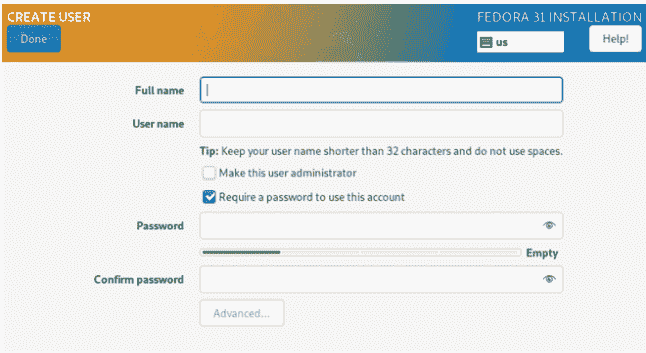 CREATE USER
FEDORA 31 INSTALLATION
Done
us
Help!
Full name
User name
Tip: Keep your user name shorter than 32 characters and do not use spaces.
Make this user administrator
Require a password to use this account
Password
Empty
Confirm password
Advanced...